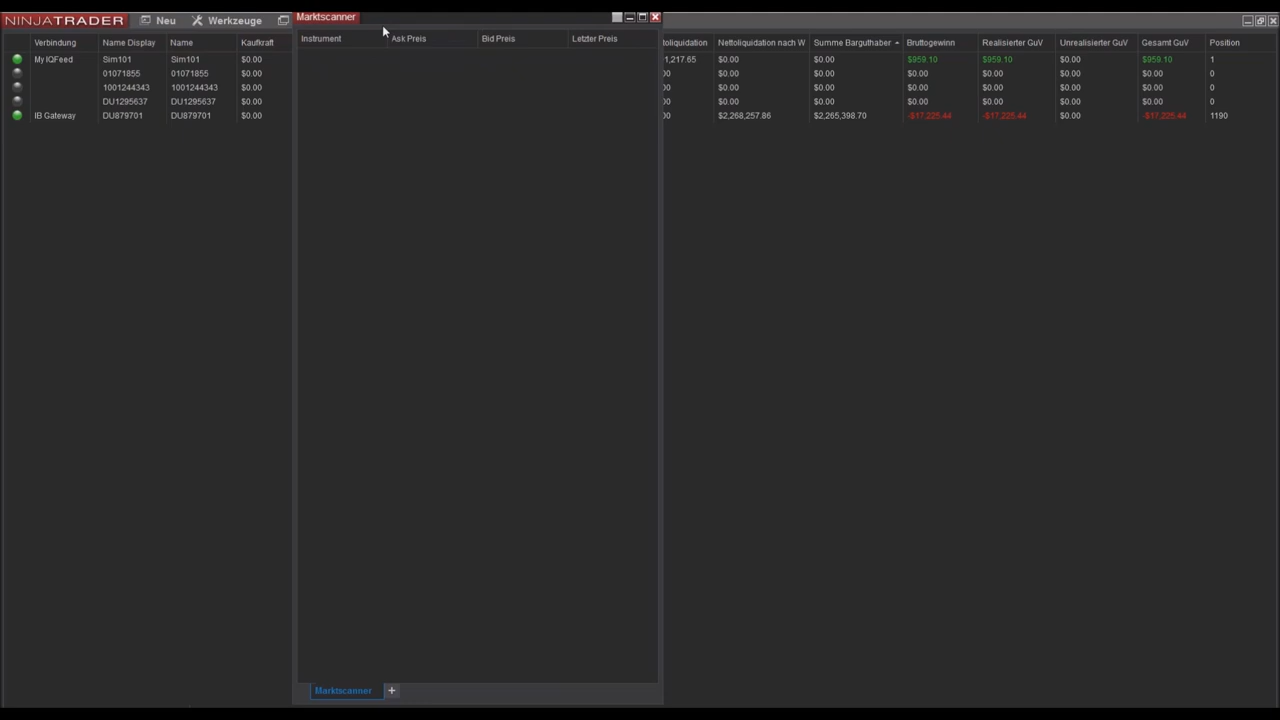 NINJATRADER Neu Werkzeuge
Marktscanner
Verbindung Name Display Name Kaufkraft
My IQFeed Sim101 Sim101 $0.00
01071855 01071855 $0.00
1001244343 1001244343 $0.00
DU1295637 DU1295637 $0.00
IB Gateway DU879701 DU879701 $0.00
Instrument Ask Preis Bid Preis Letzter Preis
toliquidation Nettoliquidation nach W Summe Barguthaber Bruttogewinn Realisierter GuV Unrealisierter GuV Gesamt GuV Position
1,217.65 $0.00 $0.00 $959.10 $959.10 $0.00 $959.10 1
00 $0.00 $0.00 $0.00 $0.00 $0.00 $0.00 0
$0.00 $0.00 $0.00 $0.00 $0.00 $0.00 0
00 $0.00 $0.00 $0.00 $0.00 $0.00 $0.00 0
00 $2,268,257.86 $2,265,398.70 -$17,225.44 -$17,225.44 $0.00 -$17,225.44 1190
Marktscanner +